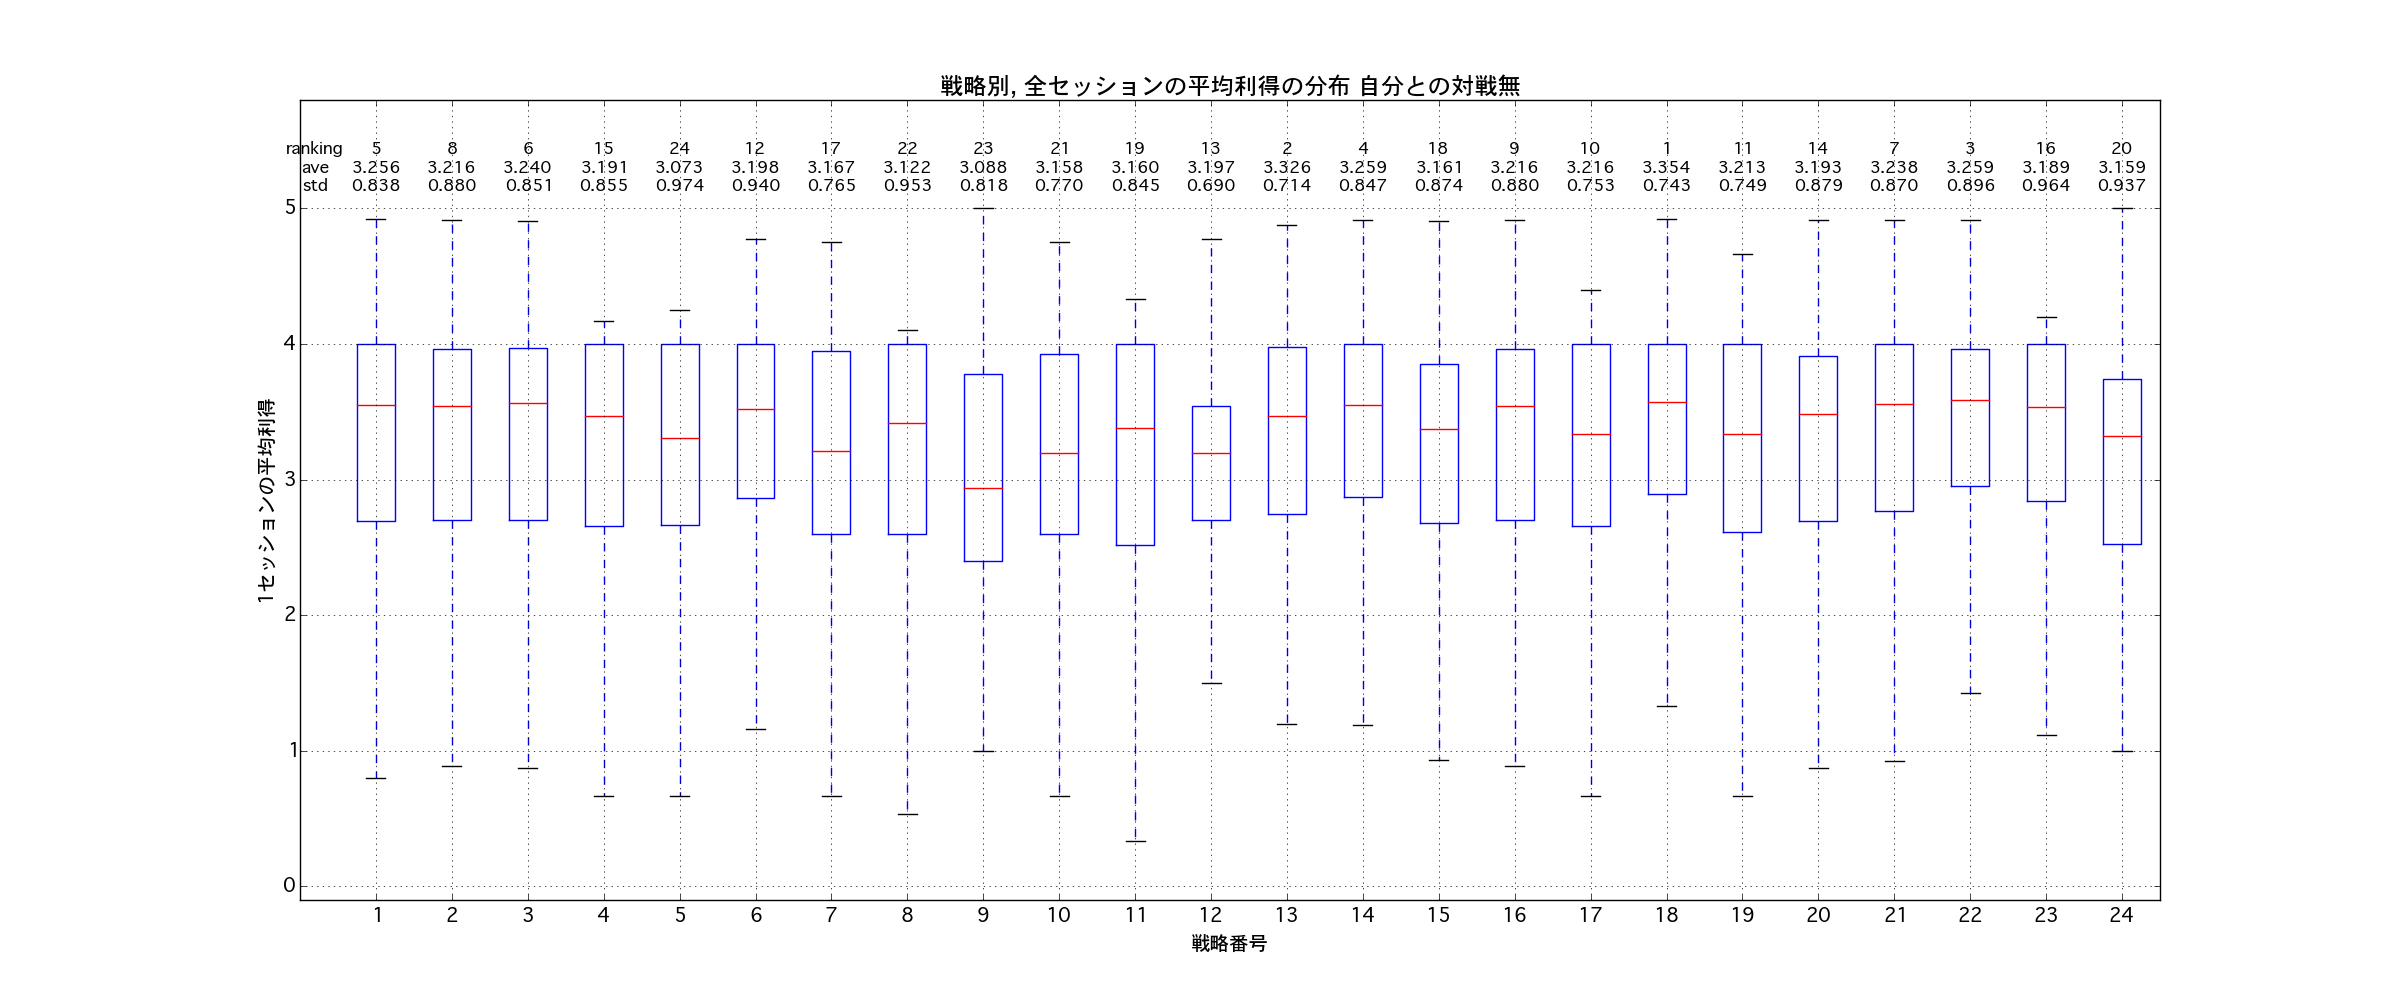 戦略別, 全セッションの平均利得の分布 自分との対戦無
ranking 5 8 6 15 24 12 17 22 23 21 19 13 2 4 18 9 10 1 11 14 7 3 16 20
ave 3.256 3.216 3.240 3.191 3.073 3.198 3.167 3.122 3.088 3.158 3.160 3.197 3.326 3.259 3.161 3.216 3.216 3.354 3.213 3.193 3.238 3.259 3.189 3.159
std 0.838 0.880 0.851 0.855 0.974 0.940 0.765 0.953 0.818 0.770 0.845 0.690 0.714 0.847 0.874 0.880 0.753 0.743 0.749 0.879 0.870 0.896 0.964 0.937
5
4
3
2
1
0
1セッションの平均利得
1 2 3 4 5 6 7 8 9 10 11 12 13 14 15 16 17 18 19 20 21 22 23 24
戦略番号